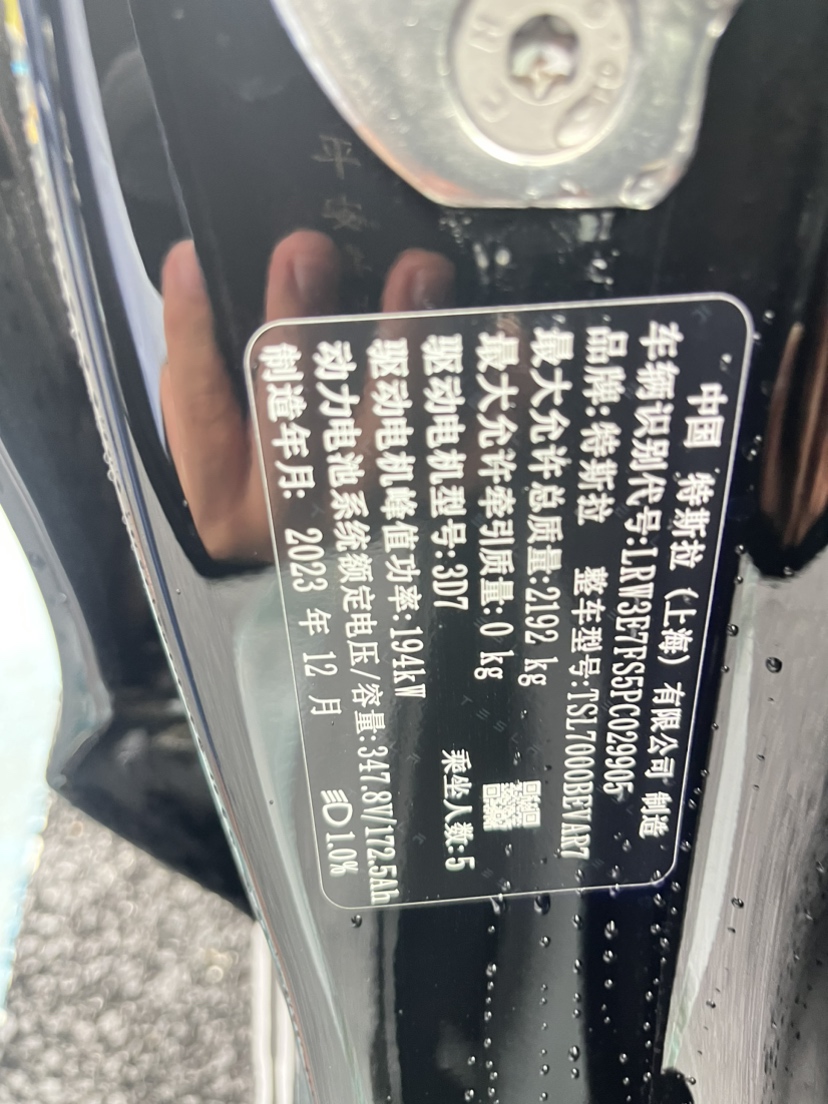 中国 特斯拉（上海）有限公司 制造
车辆识别代号:LRW3E7FS5PC029905
品牌:特斯拉 整车型号:TSL7000BEVAR7
最大允许总质量:2192 kg
最大允许牵引质量: 0 kg
驱动电机型号:3D7 乘坐人数:5
驱动电机峰值功率:194kW
动力电池系统额定电压/容量:347.8V/172.5Ah
制造年月: 2023 年 12 月 1.0%
TESLA
平安